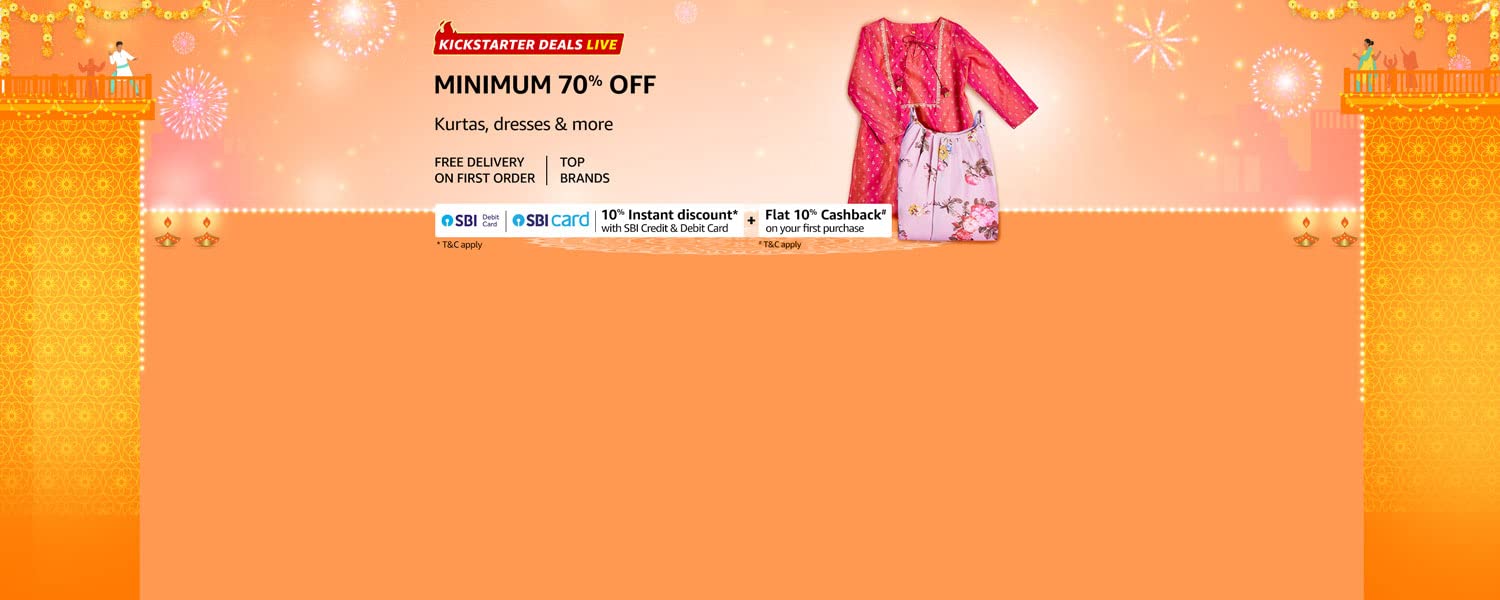 KICKSTARTER DEALS LIVE
MINIMUM 70% OFF
Kurtas, dresses & more
FREE DELIVERY
ON FIRST ORDER
TOP
BRANDS
SBI Debit Card
SBI card
10% Instant discount*
with SBI Credit & Debit Card
+
Flat 10% Cashback#
on your first purchase
* T&C apply
# T&C apply